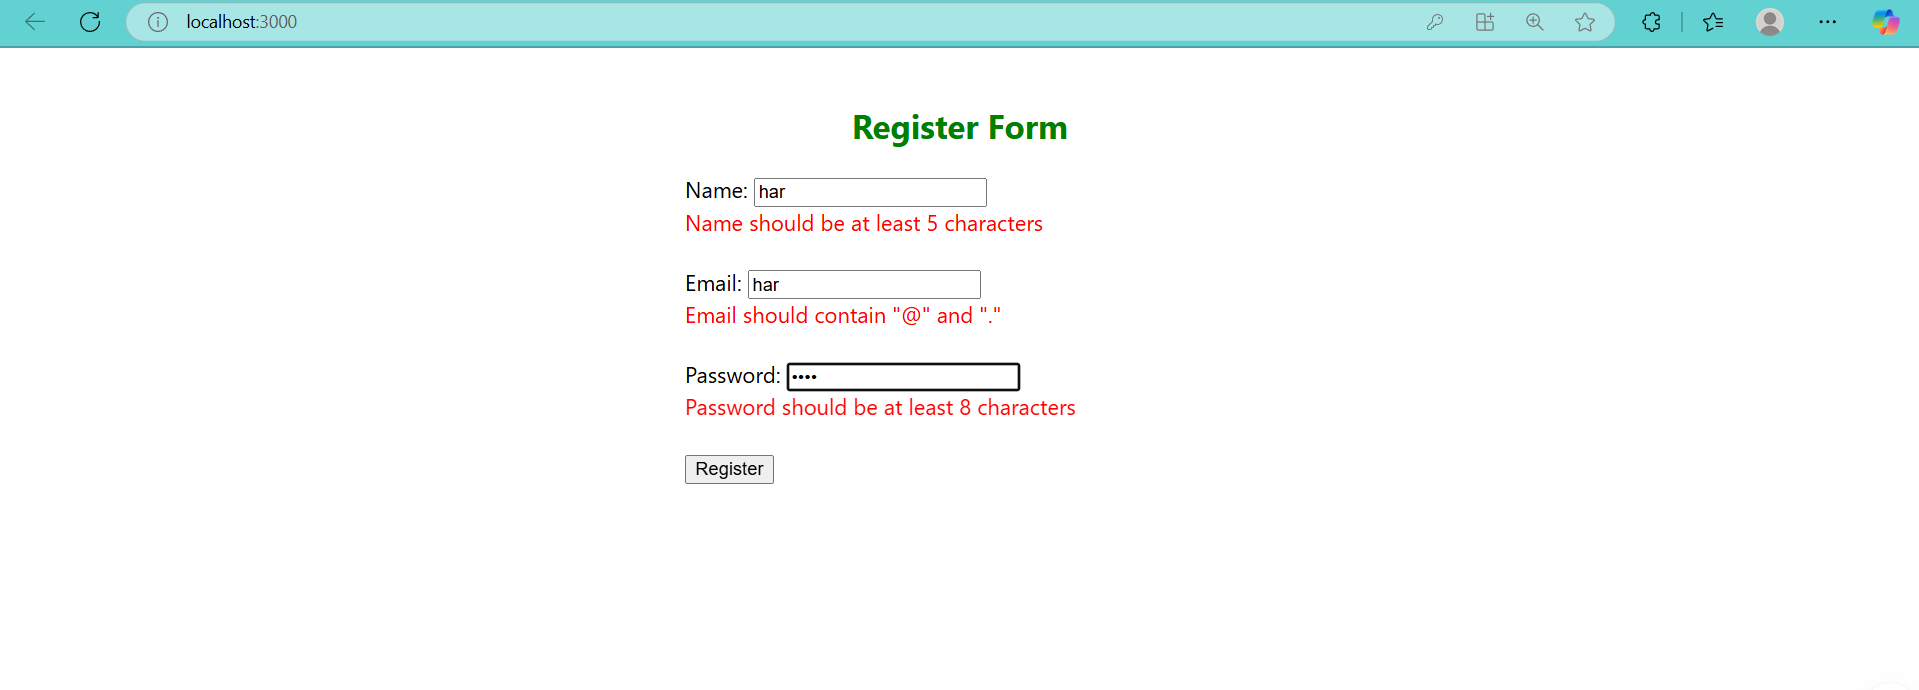 localhost:3000
Register Form
Name: har
Name should be at least 5 characters
Email: har
Email should contain "@" and "."
Password: ••••
Password should be at least 8 characters
Register